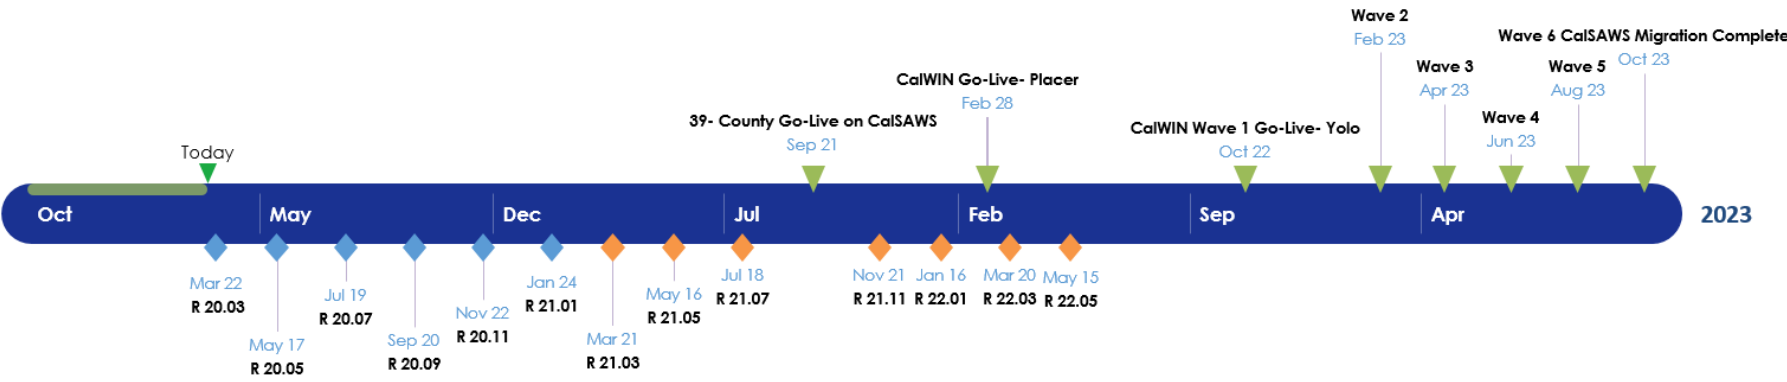 Wave 2
Feb 23
Wave 6 CalSAWS Migration Complete
Oct 23
Wave 3
Apr 23
Wave 5
Aug 23
CalWIN Go-Live- Placer
Feb 28
39- County Go-Live on CalSAWS
Sep 21
Wave 4
Jun 23
CalWIN Wave 1 Go-Live- Yolo
Oct 22
Today
Oct
May
Dec
Jul
Feb
Sep
Apr
2023
Mar 22
R 20.03
May 17
R 20.05
Jul 19
R 20.07
Sep 20
R 20.09
Nov 22
R 20.11
Jan 24
R 21.01
Mar 21
R 21.03
May 16
R 21.05
Jul 18
R 21.07
Nov 21
R 21.11
Jan 16
R 22.01
Mar 20
R 22.03
May 15
R 22.05